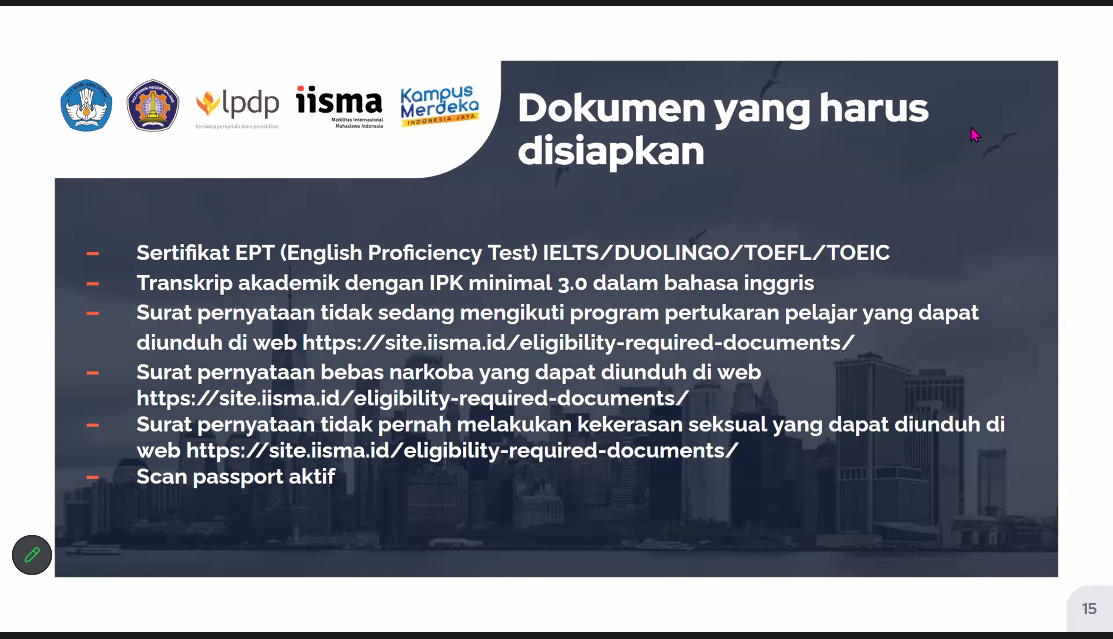 lpdp
iisma
Mobilitas Internasional
Mahasiswa Indonesia
Kampus
Merdeka
INDONESIA JAYA
Dokumen yang harus
disiapkan
– Sertifikat EPT (English Proficiency Test) IELTS/DUOLINGO/TOEFL/TOEIC
– Transkrip akademik dengan IPK minimal 3.0 dalam bahasa inggris
– Surat pernyataan tidak sedang mengikuti program pertukaran pelajar yang dapat
diunduh di web https://site.iisma.id/eligibility-required-documents/
– Surat pernyataan bebas narkoba yang dapat diunduh di web
https://site.iisma.id/eligibility-required-documents/
– Surat pernyataan tidak pernah melakukan kekerasan seksual yang dapat diunduh di
web https://site.iisma.id/eligibility-required-documents/
– Scan passport aktif
15